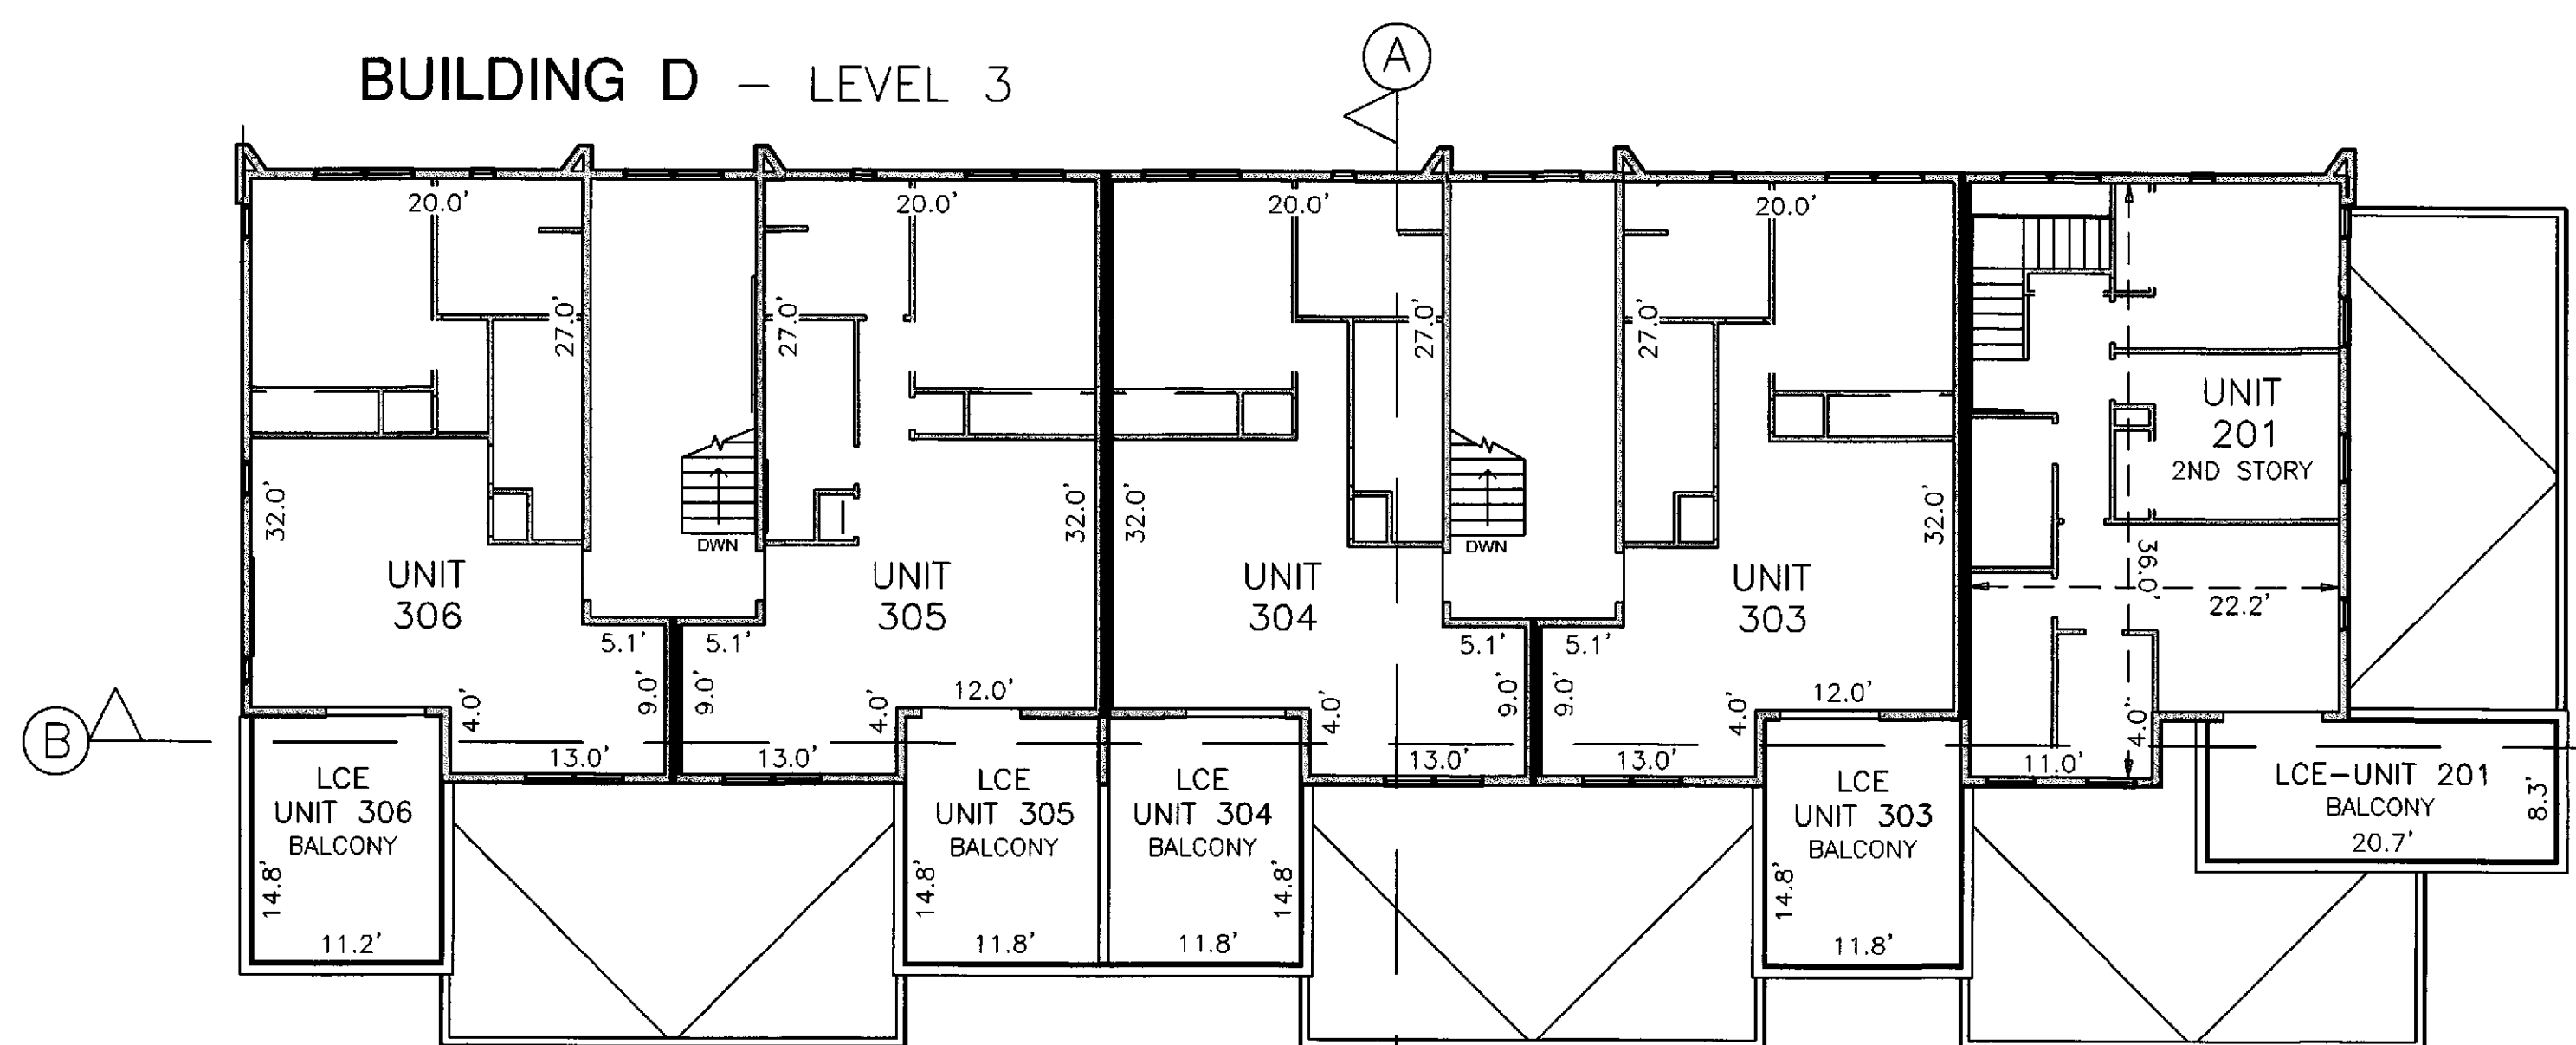 A
BUILDING D – LEVEL 3
20.0'
20.0'
20.0'
20.0'
27.0'
27.0'
27.0'
27.0'
UNIT
201
2ND STORY
32.0'
32.0'
32.0'
32.0'
DWN
DWN
36.0'
22.2'
UNIT
306
UNIT
305
UNIT
304
UNIT
303
5.1'
5.1'
5.1'
5.1'
4.0'
9.0'
9.0'
4.0'
12.0'
4.0'
9.0'
9.0'
4.0'
12.0'
4.0'
B
13.0'
13.0'
13.0'
13.0'
11.0'
LCE
UNIT 306
BALCONY
14.8'
11.2'
LCE
UNIT 305
BALCONY
14.8'
11.8'
LCE
UNIT 304
BALCONY
14.8'
11.8'
LCE
UNIT 303
BALCONY
14.8'
11.8'
LCE–UNIT 201
BALCONY
20.7'
8.3'